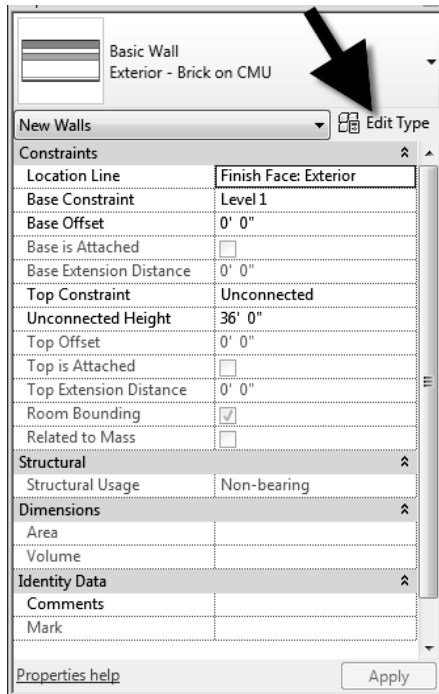 Basic Wall
Exterior - Brick on CMU
New Walls Edit Type
Constraints
Location Line Finish Face: Exterior
Base Constraint Level 1
Base Offset 0' 0"
Base is Attached
Base Extension Distance 0' 0"
Top Constraint Unconnected
Unconnected Height 36' 0"
Top Offset 0' 0"
Top is Attached
Top Extension Distance 0' 0"
Room Bounding
Related to Mass
Structural
Structural Usage Non-bearing
Dimensions
Area
Volume
Identity Data
Comments
Mark
Properties help Apply